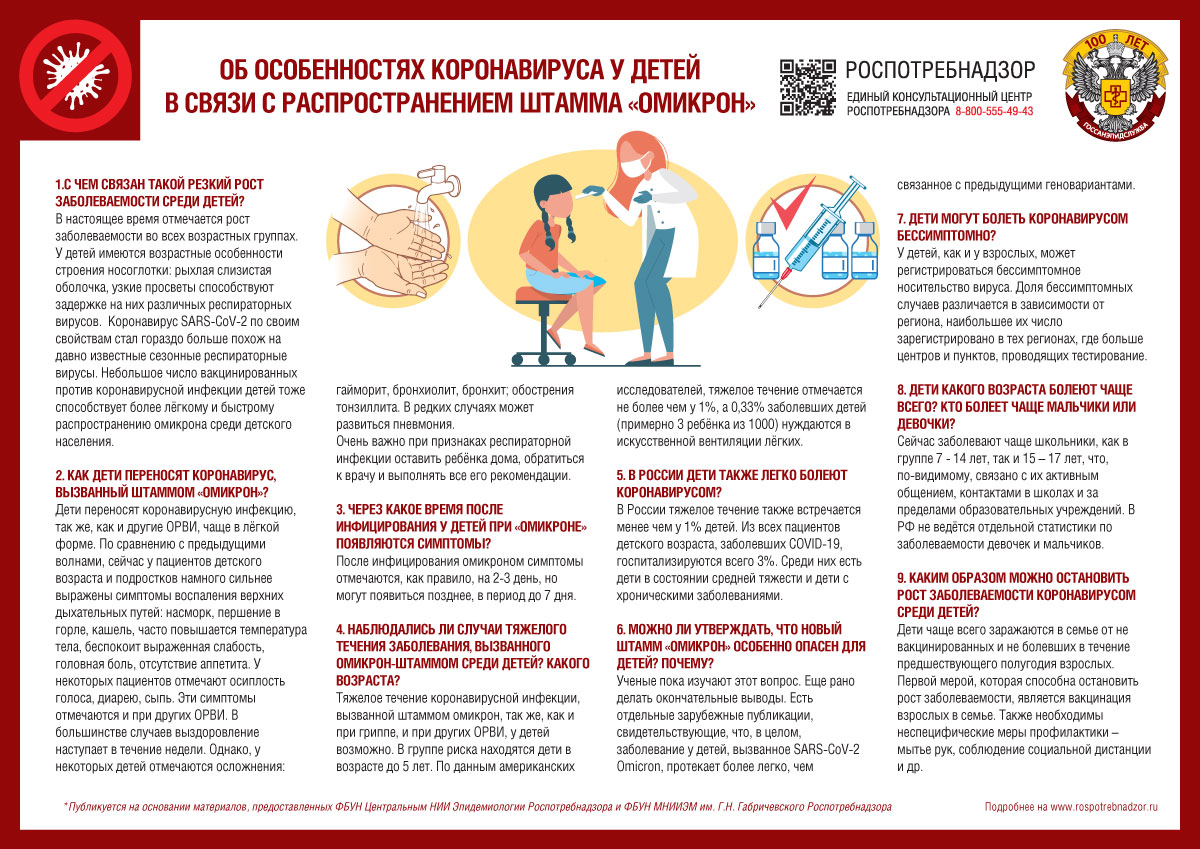 ОБ ОСОБЕННОСТЯХ КОРОНАВИРУСА У ДЕТЕЙ
В СВЯЗИ С РАСПРОСТРАНЕНИЕМ ШТАММА «ОМИКРОН»
РОСПОТРЕБНАДЗОР
ЕДИНЫЙ КОНСУЛЬТАЦИОННЫЙ ЦЕНТР
РОСПОТРЕБНАДЗОРА 8-800-555-49-43
100 ЛЕТ
ГОССАНЭПИДСЛУЖБА
1.С ЧЕМ СВЯЗАН ТАКОЙ РЕЗКИЙ РОСТ
ЗАБОЛЕВАЕМОСТИ СРЕДИ ДЕТЕЙ?
В настоящее время отмечается рост
заболеваемости во всех возрастных группах.
У детей имеются возрастные особенности
строения носоглотки: рыхлая слизистая
оболочка, узкие просветы способствуют
задержке на них различных респираторных
вирусов. Коронавирус SARS-CoV-2 по своим
свойствам стал гораздо больше похож на
давно известные сезонные респираторные
вирусы. Небольшое число вакцинированных
против коронавирусной инфекции детей тоже
способствует более лёгкому и быстрому
распространению омикрона среди детского
населения.
2. КАК ДЕТИ ПЕРЕНОСЯТ КОРОНАВИРУС,
ВЫЗВАННЫЙ ШТАММОМ «ОМИКРОН»?
Дети переносят коронавирусную инфекцию,
так же, как и другие ОРВИ, чаще в лёгкой
форме. По сравнению с предыдущими
волнами, сейчас у пациентов детского
возраста и подростков намного сильнее
выражены симптомы воспаления верхних
дыхательных путей: насморк, першение в
горле, кашель, часто повышается температура
тела, беспокоит выраженная слабость,
головная боль, отсутствие аппетита. У
некоторых пациентов отмечают осиплость
голоса, диарею, сыпь. Эти симптомы
отмечаются и при других ОРВИ. В
большинстве случаев выздоровление
наступает в течение недели. Однако, у
некоторых детей отмечаются осложнения:
гайморит, бронхиолит, бронхит; обострения
тонзиллита. В редких случаях может
развиться пневмония.
Очень важно при признаках респираторной
инфекции оставить ребёнка дома, обратиться
к врачу и выполнять все его рекомендации.
3. ЧЕРЕЗ КАКОЕ ВРЕМЯ ПОСЛЕ
ИНФИЦИРОВАНИЯ У ДЕТЕЙ ПРИ «ОМИКРОНЕ»
ПОЯВЛЯЮТСЯ СИМПТОМЫ?
После инфицирования омикроном симптомы
отмечаются, как правило, на 2-3 день, но
могут появиться позднее, в период до 7 дня.
4. НАБЛЮДАЛИСЬ ЛИ СЛУЧАИ ТЯЖЕЛОГО
ТЕЧЕНИЯ ЗАБОЛЕВАНИЯ, ВЫЗВАННОГО
ОМИКРОН-ШТАММОМ СРЕДИ ДЕТЕЙ? КАКОГО
ВОЗРАСТА?
Тяжелое течение коронавирусной инфекции,
вызванной штаммом омикрон, так же, как и
при гриппе, и при других ОРВИ, у детей
возможно. В группе риска находятся дети в
возрасте до 5 лет. По данным американских
исследователей, тяжелое течение отмечается
не более чем у 1%, а 0,33% заболевших детей
(примерно 3 ребёнка из 1000) нуждаются в
искусственной вентиляции лёгких.
5. В РОССИИ ДЕТИ ТАКЖЕ ЛЕГКО БОЛЕЮТ
КОРОНАВИРУСОМ?
В России тяжелое течение также встречается
менее чем у 1% детей. Из всех пациентов
детского возраста, заболевших COVID-19,
госпитализируются всего 3%. Среди них есть
дети в состоянии средней тяжести и дети с
хроническими заболеваниями.
6. МОЖНО ЛИ УТВЕРЖДАТЬ, ЧТО НОВЫЙ
ШТАММ «ОМИКРОН» ОСОБЕННО ОПАСЕН ДЛЯ
ДЕТЕЙ? ПОЧЕМУ?
Ученые пока изучают этот вопрос. Еще рано
делать окончательные выводы. Есть
отдельные зарубежные публикации,
свидетельствующие, что, в целом,
заболевание у детей, вызванное SARS-CoV-2
Omicron, протекает более легко, чем
связанное с предыдущими геновариантами.
7. ДЕТИ МОГУТ БОЛЕТЬ КОРОНАВИРУСОМ
БЕССИМПТОМНО?
У детей, как и у взрослых, может
регистрироваться бессимптомное
носительство вируса. Доля бессимптомных
случаев различается в зависимости от
региона, наибольшее их число
зарегистрировано в тех регионах, где больше
центров и пунктов, проводящих тестирование.
8. ДЕТИ КАКОГО ВОЗРАСТА БОЛЕЮТ ЧАЩЕ
ВСЕГО? КТО БОЛЕЕТ ЧАЩЕ МАЛЬЧИКИ ИЛИ
ДЕВОЧКИ?
Сейчас заболевают чаще школьники, как в
группе 7 - 14 лет, так и 15 – 17 лет, что,
по-видимому, связано с их активным
общением, контактами в школах и за
пределами образовательных учреждений. В
РФ не ведётся отдельной статистики по
заболеваемости девочек и мальчиков.
9. КАКИМ ОБРАЗОМ МОЖНО ОСТАНОВИТЬ
РОСТ ЗАБОЛЕВАЕМОСТИ КОРОНАВИРУСОМ
СРЕДИ ДЕТЕЙ?
Дети чаще всего заражаются в семье от не
вакцинированных и не болевших в течение
предшествующего полугодия взрослых.
Первой мерой, которая способна остановить
рост заболеваемости, является вакцинация
взрослых в семье. Также необходимы
неспецифические меры профилактики –
мытье рук, соблюдение социальной дистанции
и др.
*Публикуется на основании материалов, предоставленных ФБУН Центральным НИИ Эпидемиологии Роспотребнадзора и ФБУН МНИИЭМ им. Г.Н. Габричевского Роспотребнадзора
Подробнее на www.rospotrebnadzor.ru